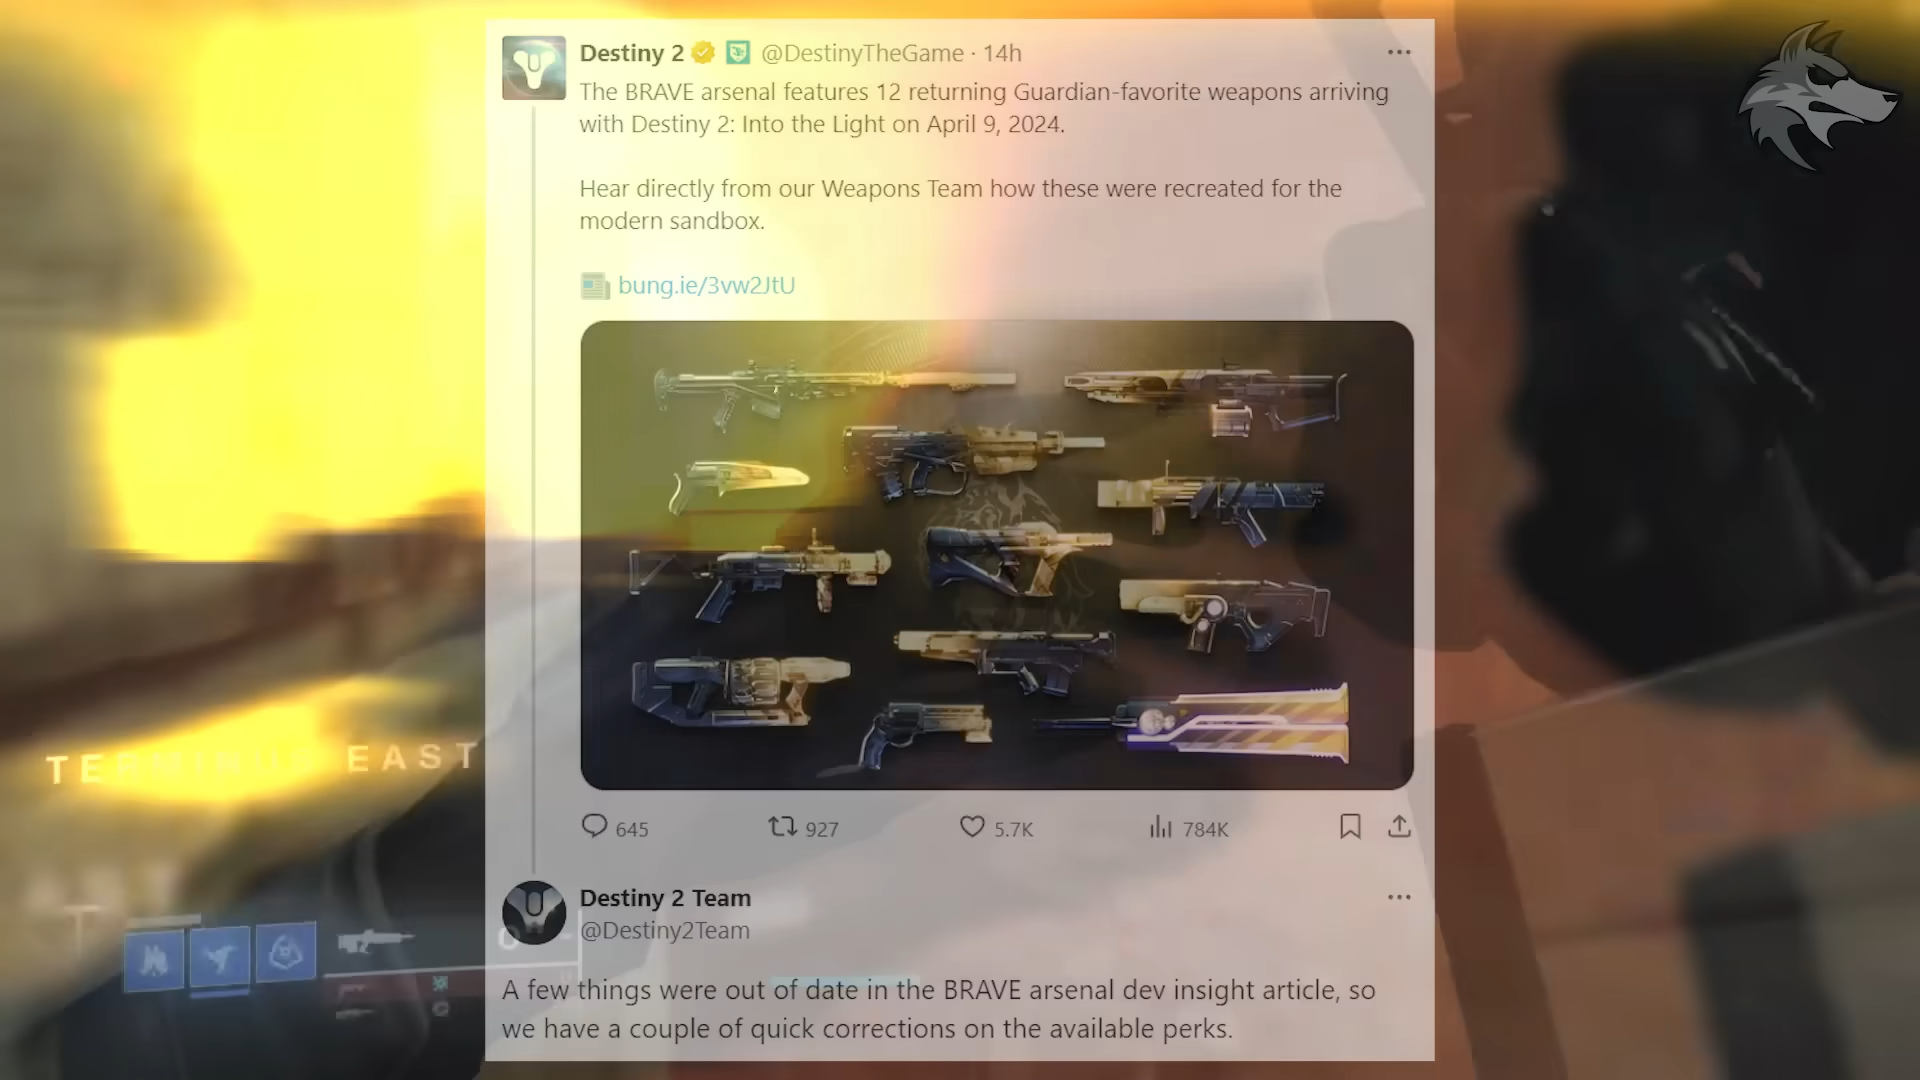 Destiny 2 @DestinyTheGame · 14h
The BRAVE arsenal features 12 returning Guardian-favorite weapons arriving
with Destiny 2: Into the Light on April 9, 2024.
Hear directly from our Weapons Team how these were recreated for the
modern sandbox.
bung.ie/3vw2JtU
645 927 5.7K 784K
TERMINUS EAST
Destiny 2 Team
@Destiny2Team
A few things were out of date in the BRAVE arsenal dev insight article, so
we have a couple of quick corrections on the available perks.